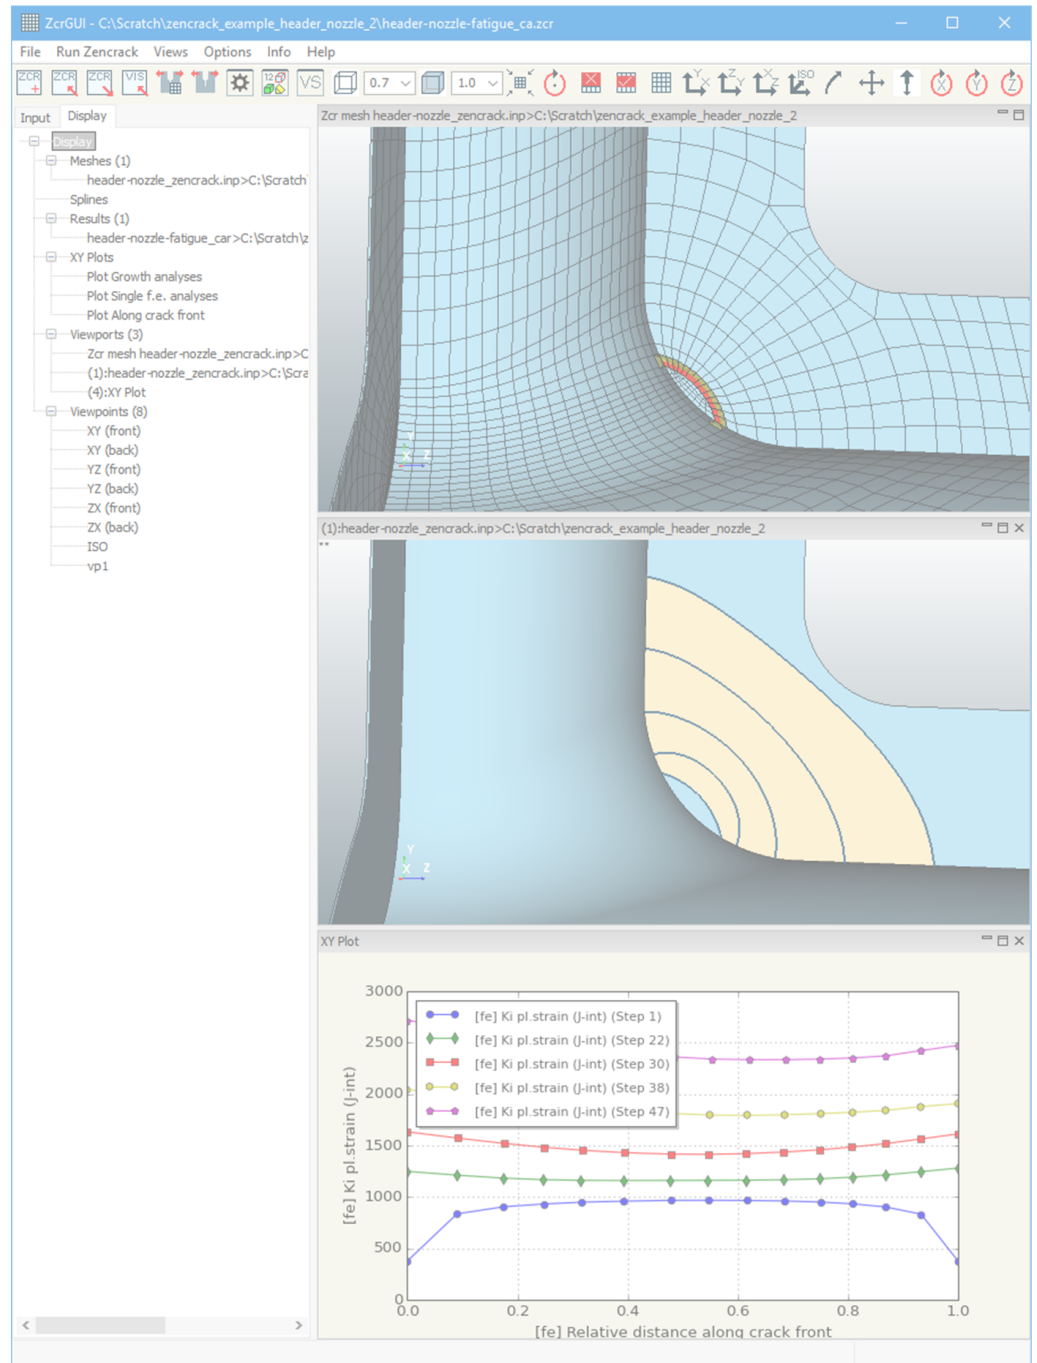 ZcrGUI - C:\Scratch\zencrack_example_header_nozzle_2\header-nozzle-fatigue_ca.zcr
File Run Zencrack Views Options Info Help
ZCR ZCR ZCR VIS VS 0.7 1.0 Y X Z Y X Z ISO X Y Z
Input Display
Display
Meshes (1)
header-nozzle_zencrack.inp>C:\Scratch
Splines
Results (1)
header-nozzle-fatigue_car>C:\Scratch\z
XY Plots
Plot Growth analyses
Plot Single f.e. analyses
Plot Along crack front
Viewports (3)
Zcr mesh header-nozzle_zencrack.inp>C
(1):header-nozzle_zencrack.inp>C:\Scra
(4):XY Plot
Viewpoints (8)
XY (front)
XY (back)
YZ (front)
YZ (back)
ZX (front)
ZX (back)
ISO
vp1
Zcr mesh header-nozzle_zencrack.inp>C:\Scratch\zencrack_example_header_nozzle_2
Y
X Z
(1):header-nozzle_zencrack.inp>C:\Scratch\zencrack_example_header_nozzle_2
**
Y
X Z
XY Plot
[fe] Ki pl.strain (J-int)
3000
2500
2000
1500
1000
500
0
[fe] Ki pl.strain (J-int) (Step 1)
[fe] Ki pl.strain (J-int) (Step 22)
[fe] Ki pl.strain (J-int) (Step 30)
[fe] Ki pl.strain (J-int) (Step 38)
[fe] Ki pl.strain (J-int) (Step 47)
0.0 0.2 0.4 0.6 0.8 1.0
[fe] Relative distance along crack front